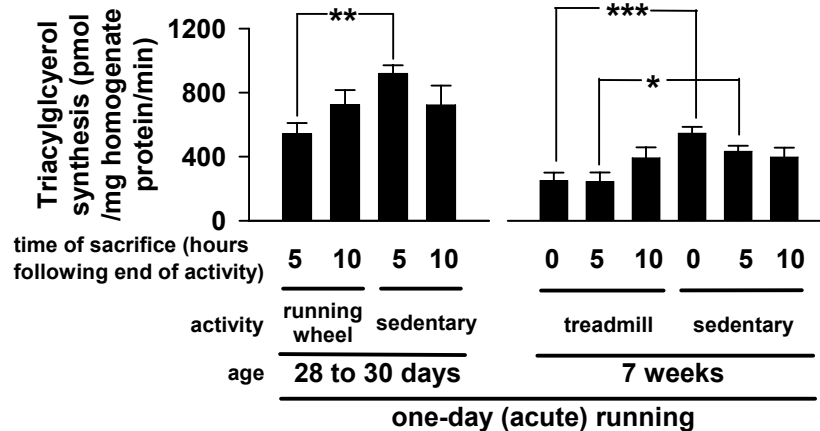 Triacylglcyerol
synthesis (pmol
/mg homogenate
protein/min)
1200
800
400
0
**
***
*
time of sacrifice (hours
following end of activity)
5 10 5 10 0 5 10 0 5 10
activity
running
wheel
sedentary
treadmill
sedentary
age
28 to 30 days
7 weeks
one-day (acute) running